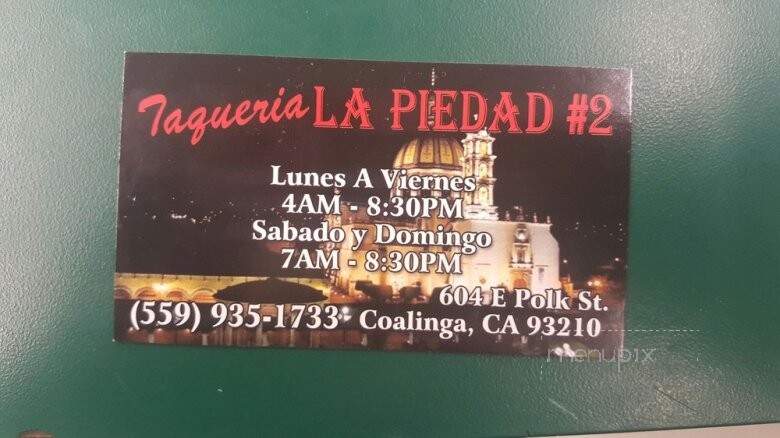 Taqueria LA PIEDAD #2
Lunes A Viernes
4AM - 8:30PM
Sabado y Domingo
7AM - 8:30PM
604 E Polk St.
(559) 935-1733 Coalinga, CA 93210
menupix